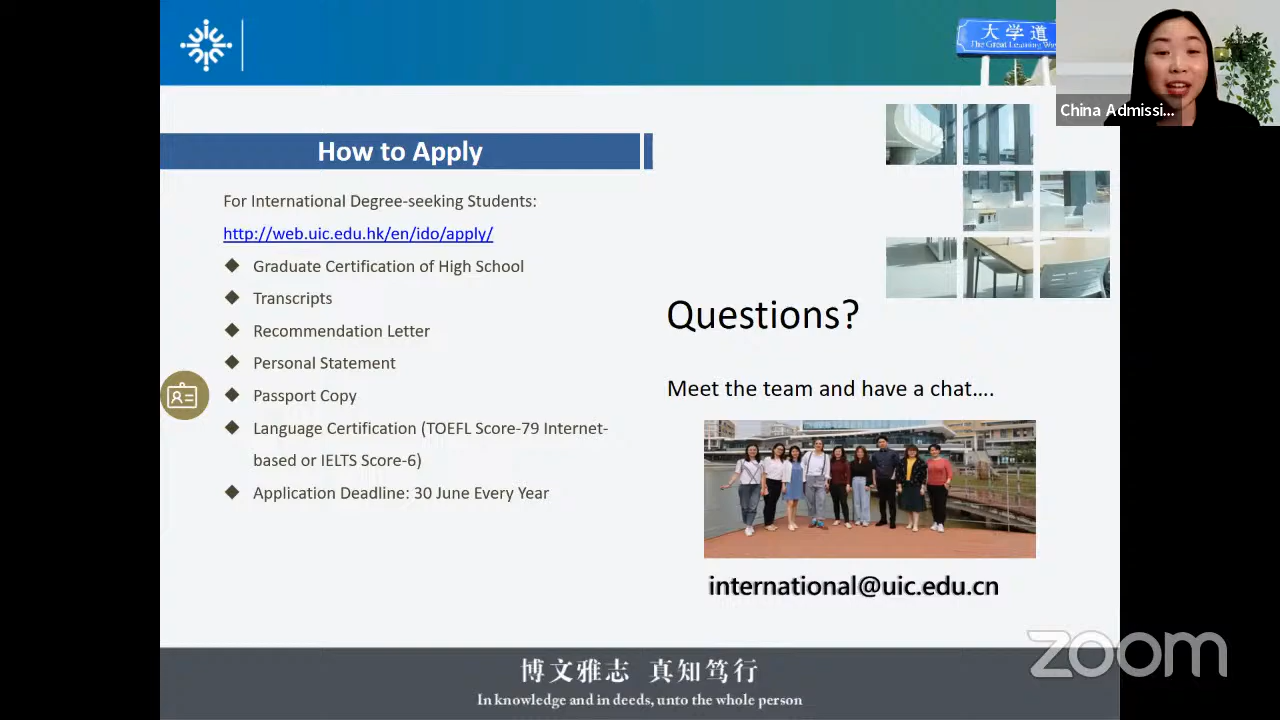 大学道
The Great Learning Way
China Admissi...
How to Apply
For International Degree-seeking Students:
http://web.uic.edu.hk/en/ido/apply/
Graduate Certification of High School
Transcripts
Recommendation Letter
Personal Statement
Passport Copy
Language Certification (TOEFL Score-79 Internet-
based or IELTS Score-6)
Application Deadline: 30 June Every Year
Questions?
Meet the team and have a chat....
international@uic.edu.cn
zoom
博文雅志 真知笃行
In knowledge and in deeds, unto the whole person